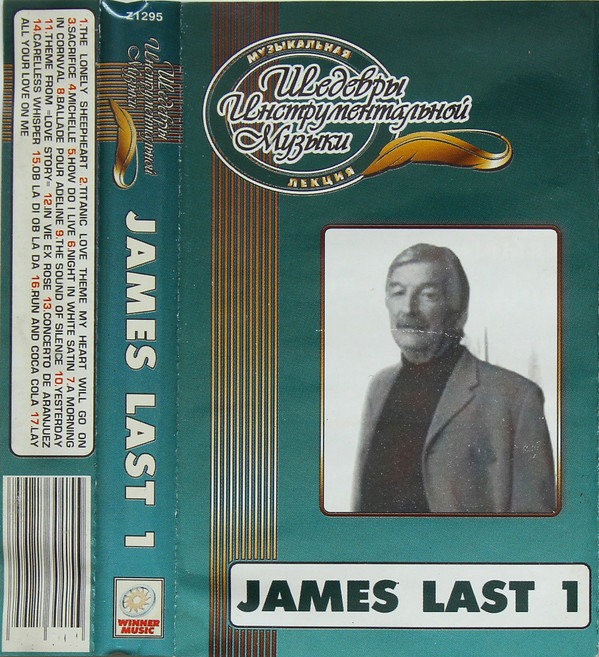 1.THE LONELY SHEEPHEART 2.TITANIC LOVE THEME MY HEART WILL GO ON
3.SACRIFICE 4.MICHELLE 5.HOW I DO I LIVE 6.NIGHT IN WHITE SATIN 7.A MORNING
IN CORNVAL 8.BALLADE POUR ADELINE 9.THE SOUND OF SILENCE 10.YESTERDAY
11.THEME FROM "LOVE STORY" 12.IN VIE EX ROSE 13.CONCERTO DE ARANJUEZ
14.CARELESS WHISPER 15.OB LA DI OB LA DA 16.RUN AND COCA COLA 17.LAY
ALL YOUR LOVE ON ME
Z1295
Шедевры
Инструментальной
Музыки
JAMES LAST 1
WINNER
MUSIC
МУЗЫКАЛЬНАЯ
Шедевры
Инструментальной
Музыки
ЛЕКЦИЯ
JAMES LAST 1